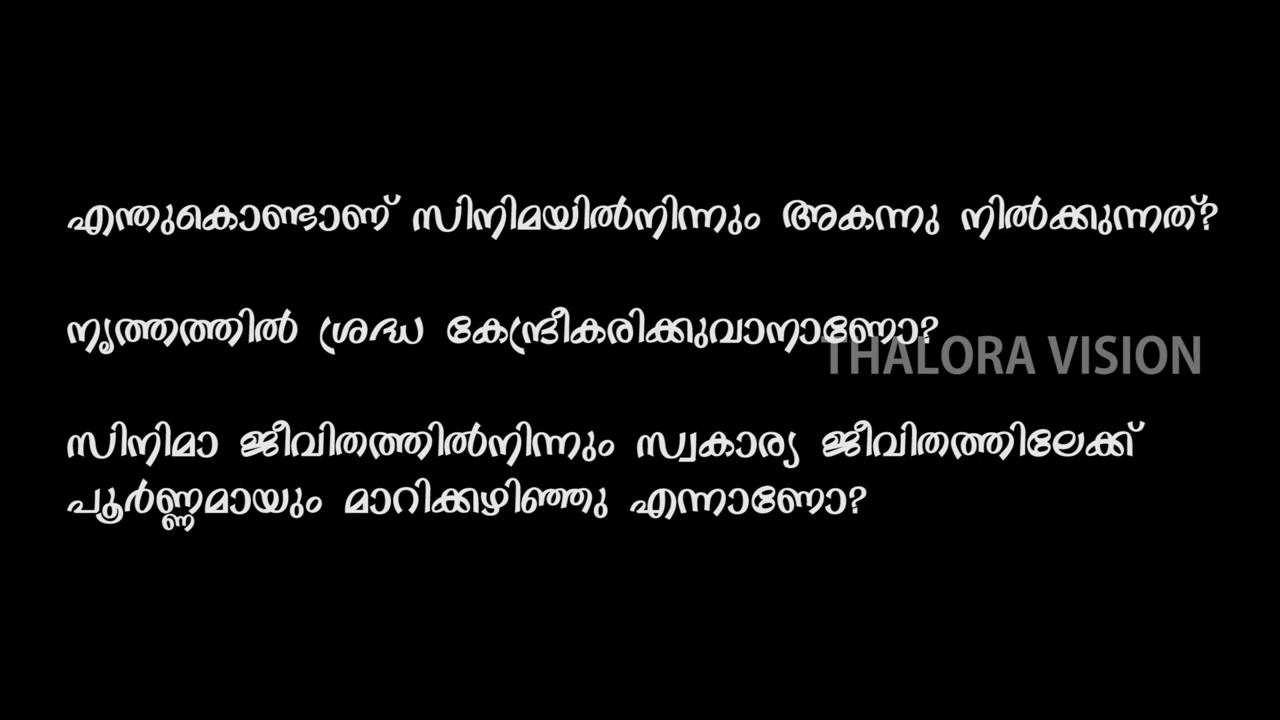 എന്തുകൊണ്ടാണ് സിനിമയിൽനിന്നും അകന്നു നിൽക്കുന്നത്?
നൃത്തത്തിൽ ശ്രദ്ധ കേന്ദ്രീകരിക്കുവാനാണോ?
THALORA VISION
സിനിമാ ജീവിതത്തിൽനിന്നും സ്വകാര്യ ജീവിതത്തിലേക്ക്
പൂർണ്ണമായും മാറിക്കഴിഞ്ഞു എന്നാണോ?